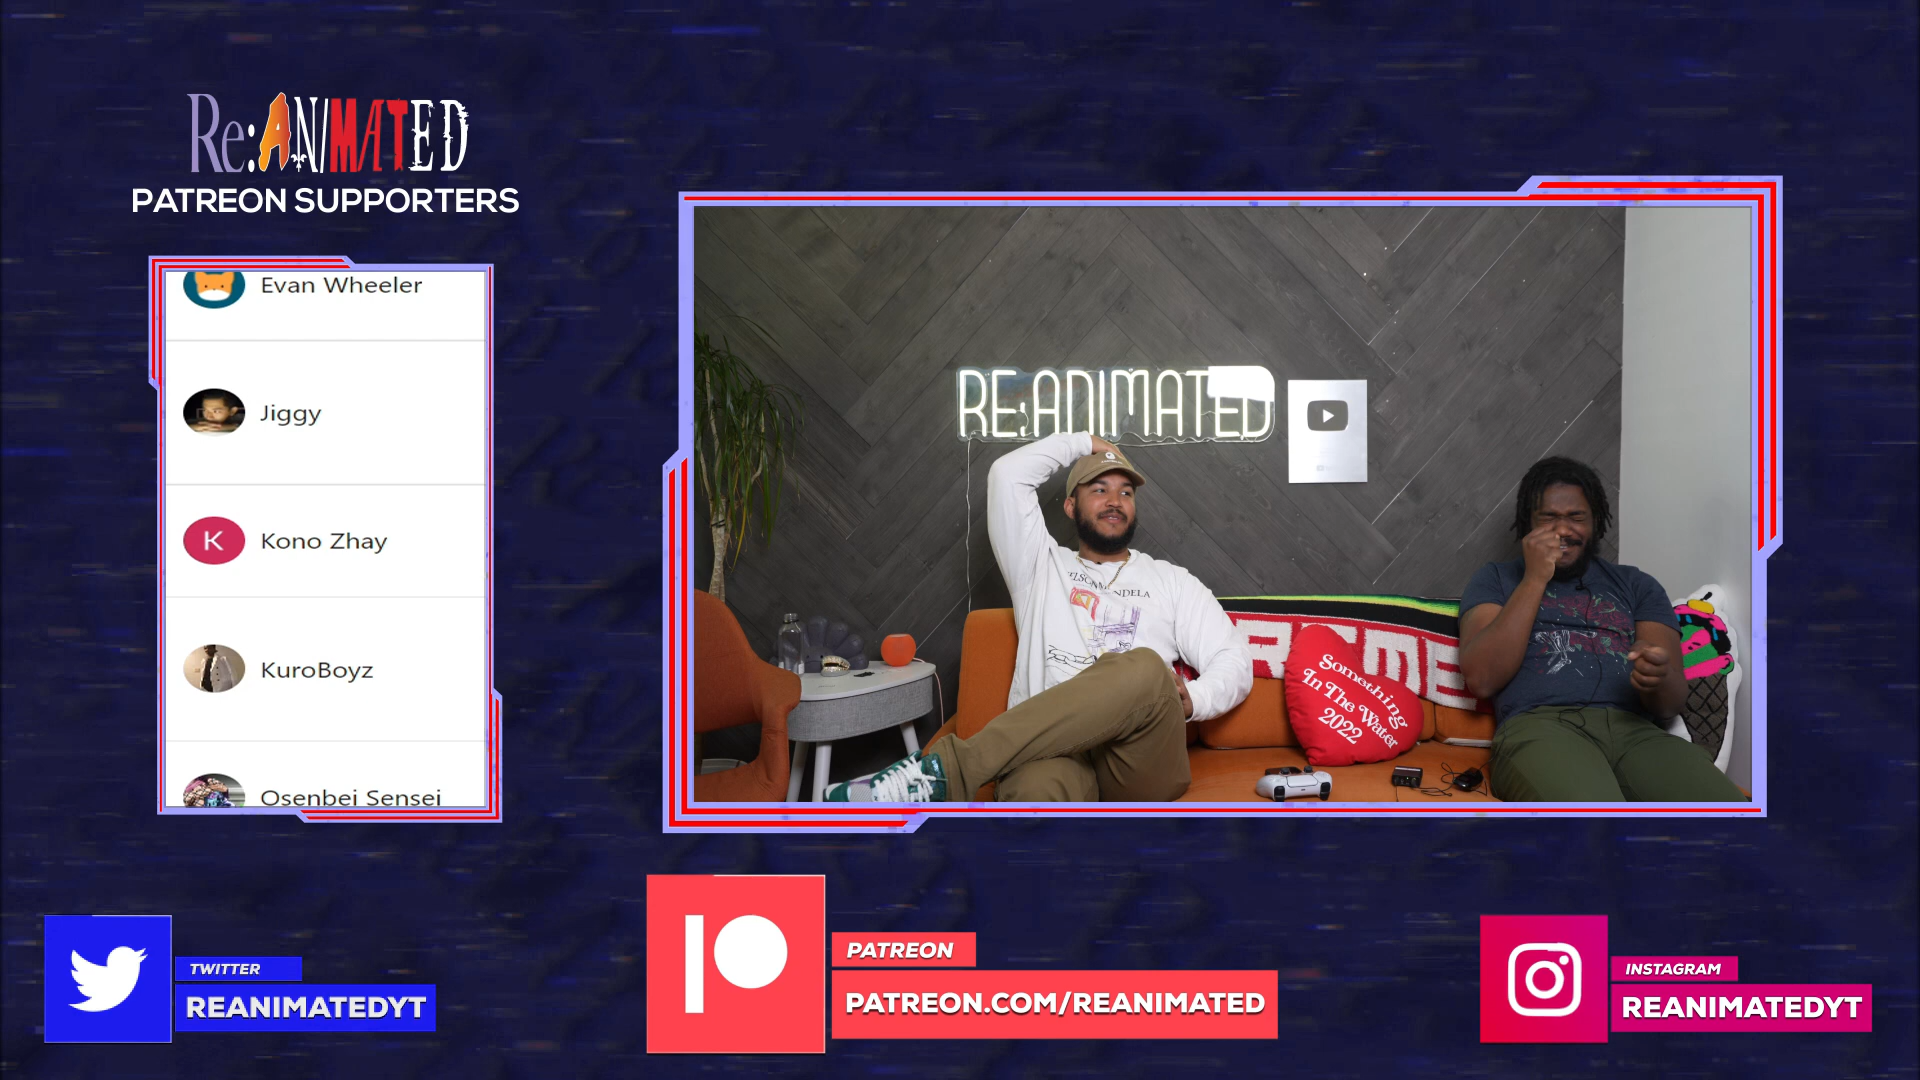 Re:ANIMATED
PATREON SUPPORTERS
Evan Wheeler
Jiggy
K
Kono Zhay
KuroBoyz
Osenbei Sensei
RE:ANIMATED
Something
In The Water
2022
TWITTER
REANIMATEDYT
PATREON
PATREON.COM/REANIMATED
INSTAGRAM
REANIMATEDYT